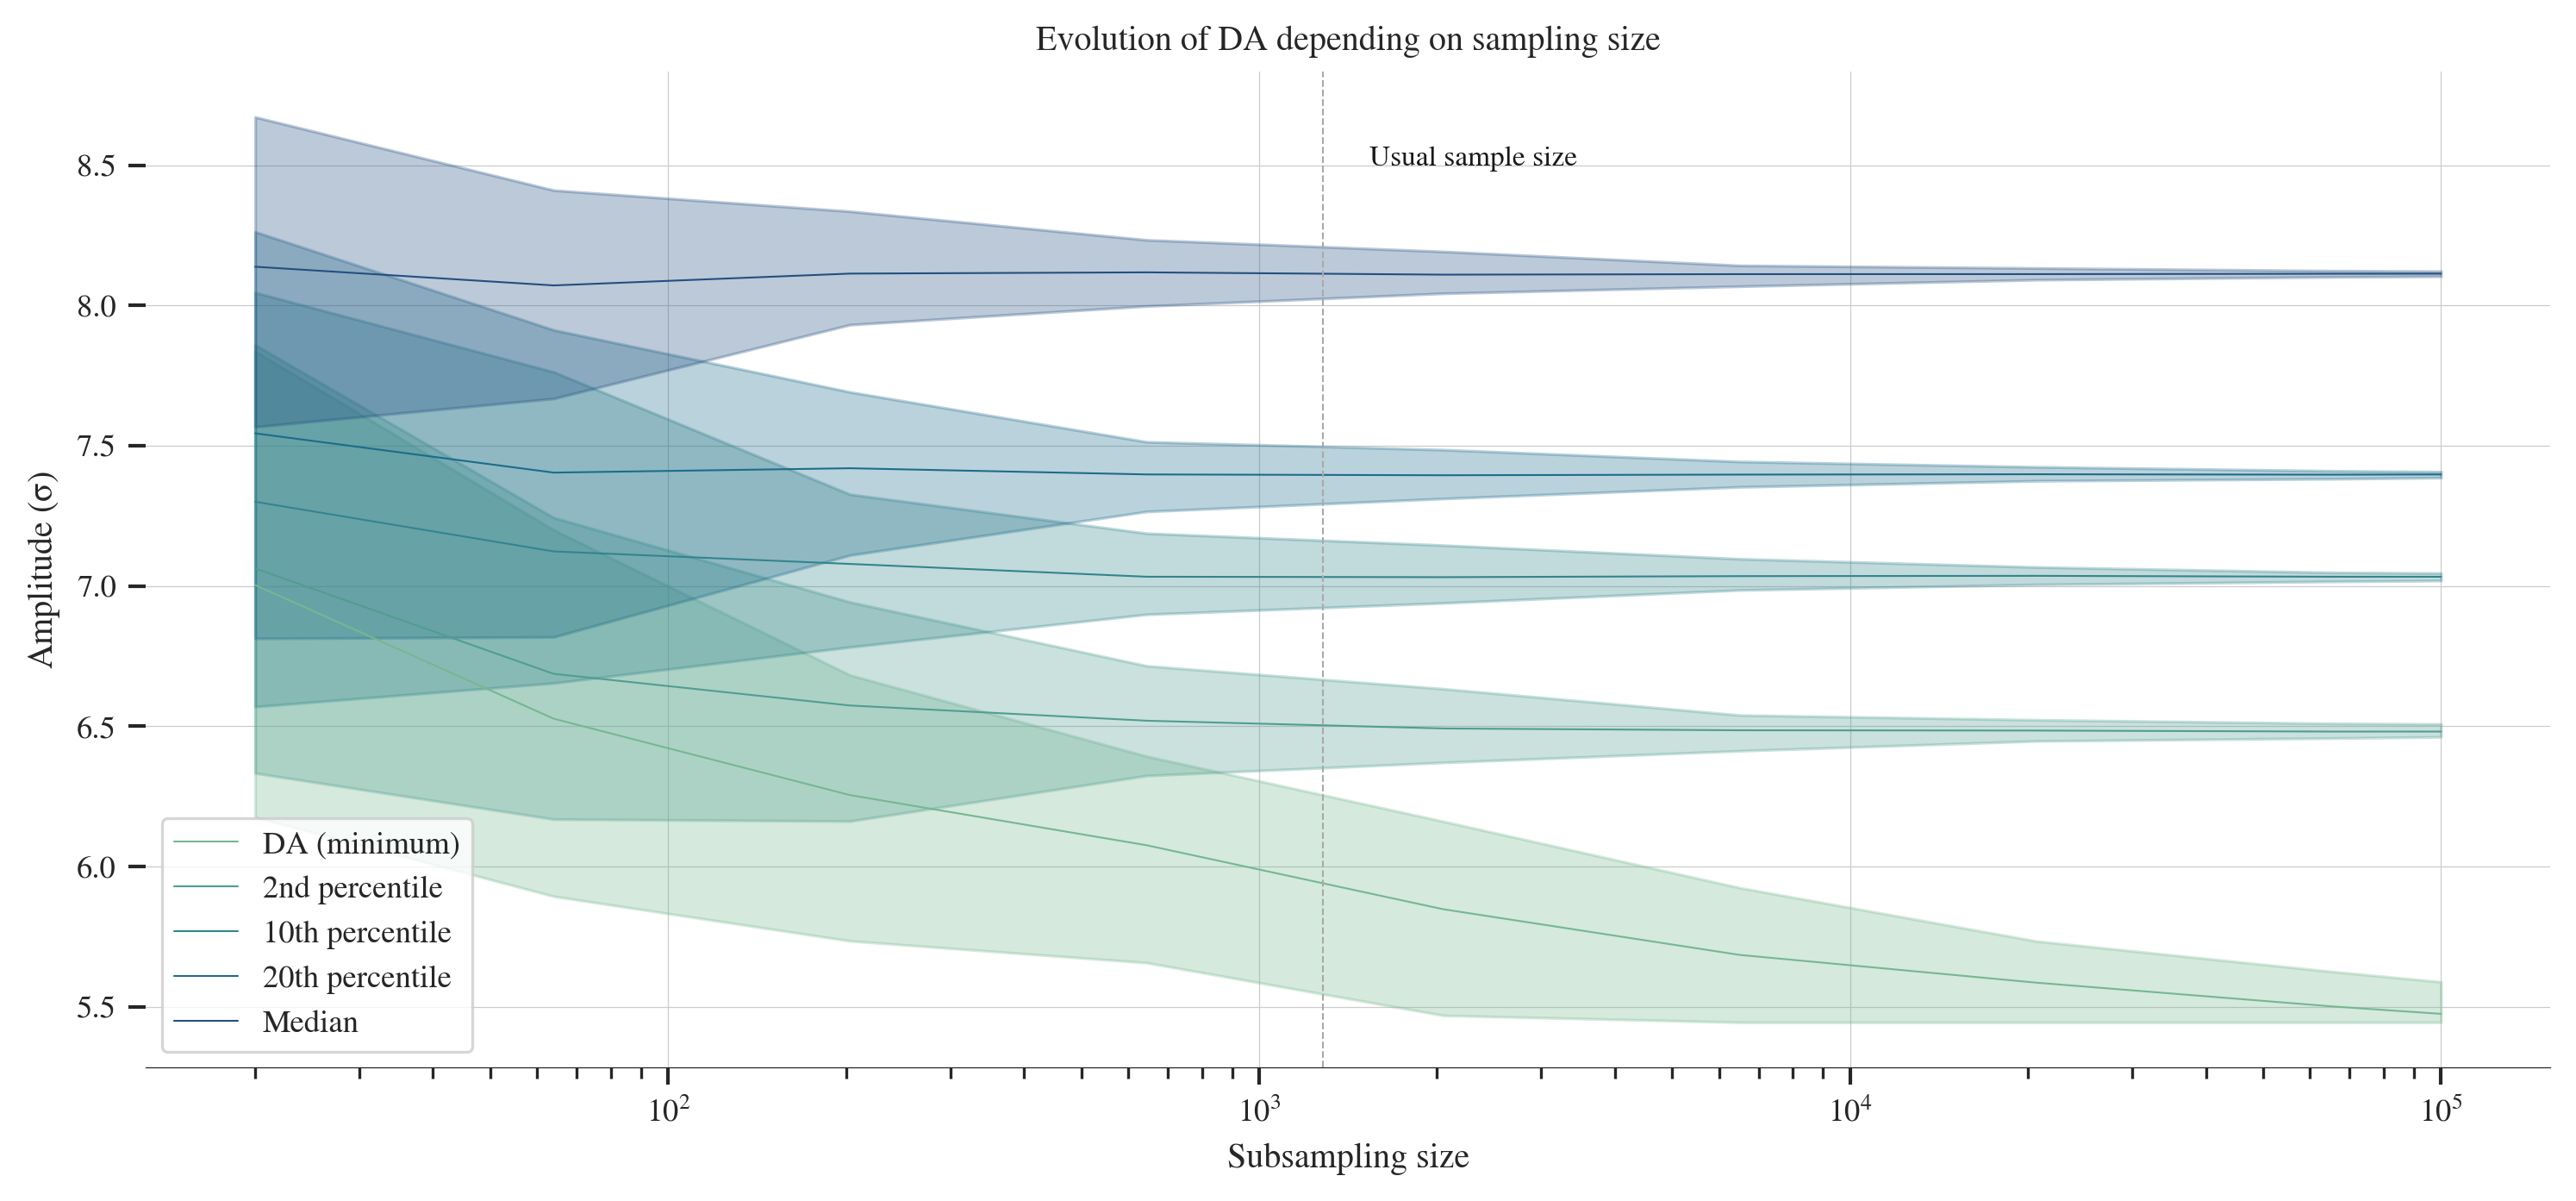 Evolution of DA depending on sampling size
Usual sample size
8.5
8.0
7.5
7.0
6.5
6.0
5.5
Amplitude (σ)
DA (minimum)
2nd percentile
10th percentile
20th percentile
Median
10² 10³ 10⁴ 10⁵
Subsampling size